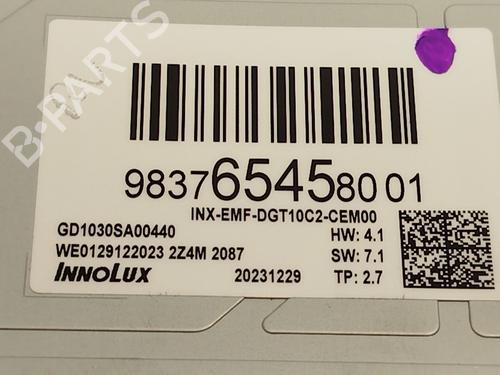 B-PARTS
9837654580 01
INX-EMF-DGT10C2-CEM00
GD1030SA00440
HW: 4.1
WE0129122023 2Z4M 2087
SW: 7.1
INNOLUX
20231229
TP: 2.7